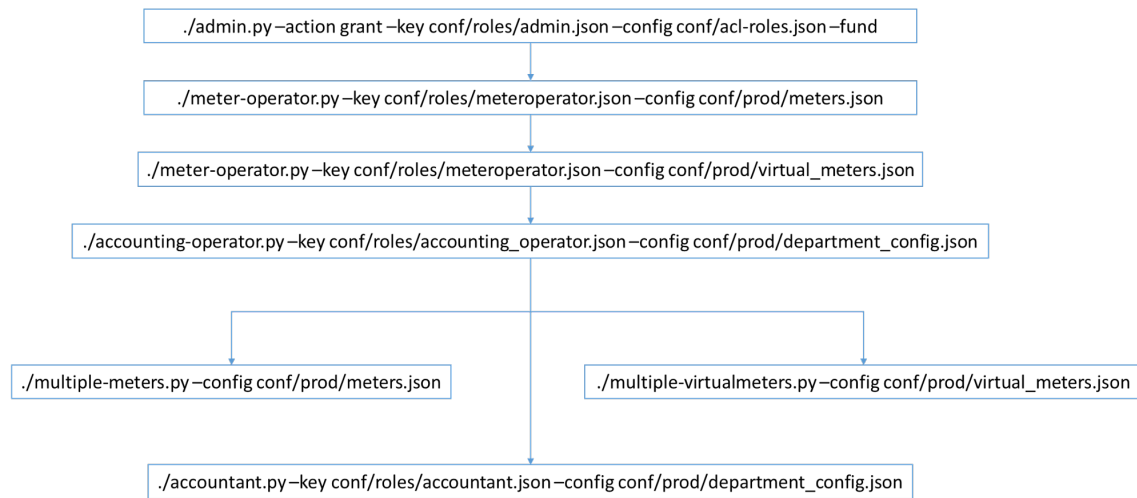 ./admin.py –action grant –key conf/roles/admin.json –config conf/acl-roles.json –fund
./meter-operator.py –key conf/roles/meteroperator.json –config conf/prod/meters.json
./meter-operator.py –key conf/roles/meteroperator.json –config conf/prod/virtual_meters.json
./accounting-operator.py –key conf/roles/accounting_operator.json –config conf/prod/department_config.json
./multiple-meters.py –config conf/prod/meters.json
./multiple-virtualmeters.py –config conf/prod/virtual_meters.json
./accountant.py –key conf/roles/accountant.json –config conf/prod/department_config.json